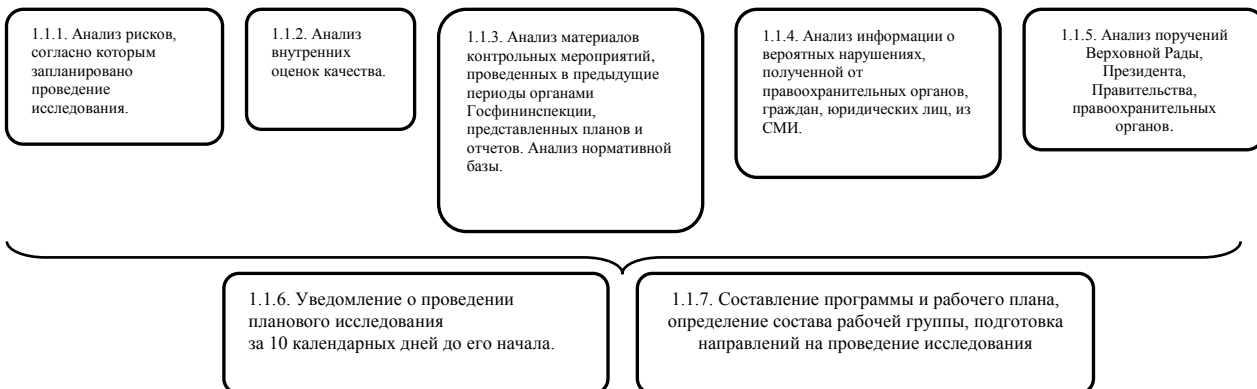 1.1.1. Анализ рисков,
согласно которым
запланировано
проведение
исследования.
1.1.2. Анализ
внутренних
оценок качества.
1.1.3. Анализ материалов
контрольных мероприятий,
проведенных в предыдущие
периоды органами
Госфининспекции,
представленных планов и
отчетов. Анализ нормативной
базы.
1.1.4. Анализ информации о
вероятных нарушениях,
полученной от
правоохранительных органов,
граждан, юридических лиц, из
СМИ.
1.1.5. Анализ поручений
Верховной Рады,
Президента,
Правительства,
правоохранительных
органов.
1.1.6. Уведомление о проведении
планового исследования
за 10 календарных дней до его начала.
1.1.7. Составление программы и рабочего плана,
определение состава рабочей группы, подготовка
направлений на проведение исследования